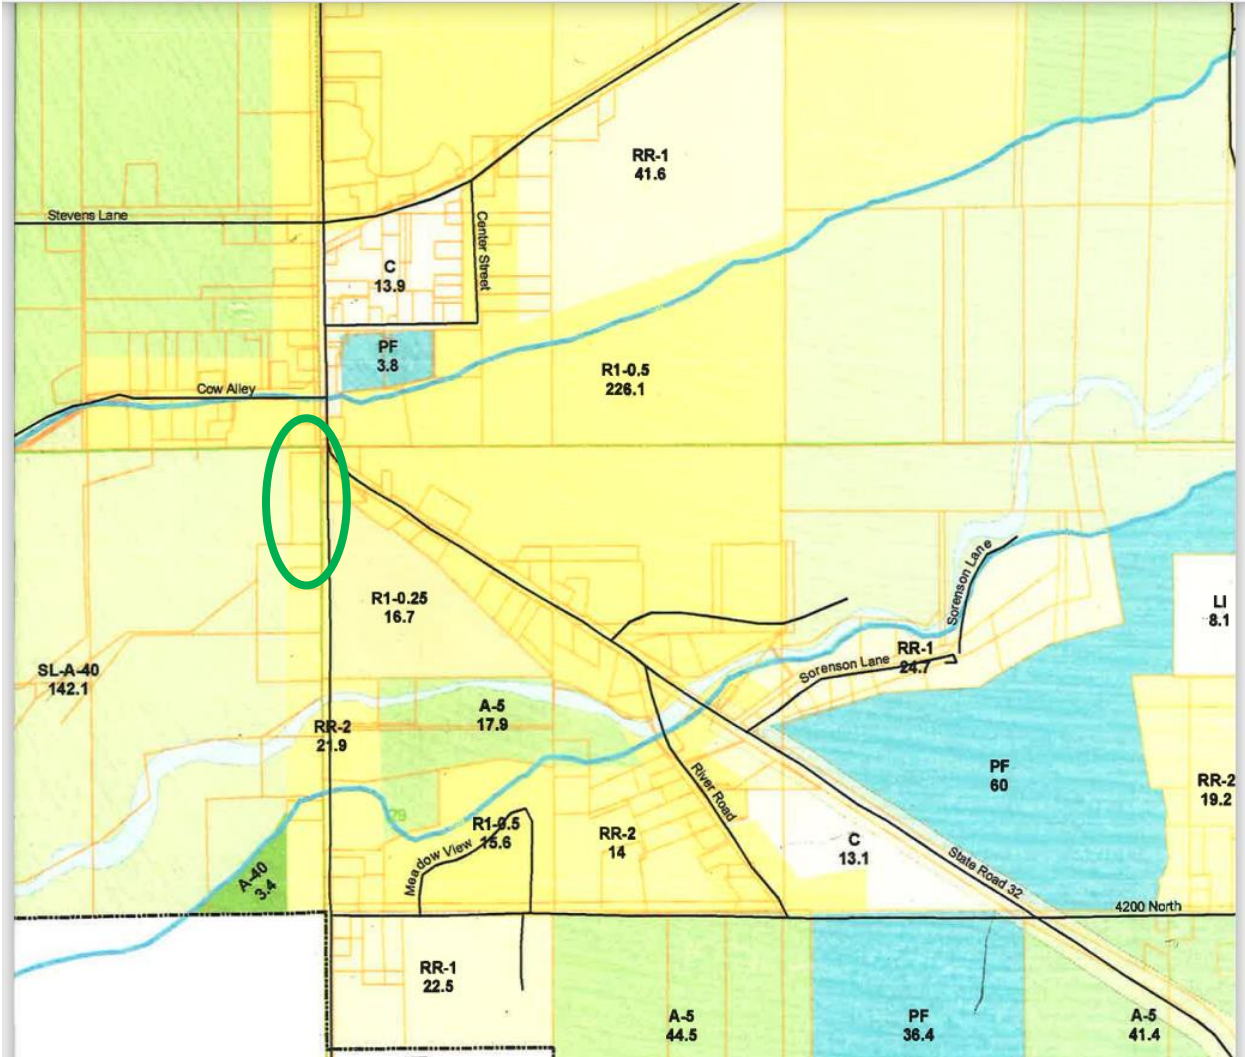 RR-1
41.6
Stevens Lane
Center Street
C
13.9
PF
3.8
R1-0.5
226.1
Cow Alley
Sorenson Lane
R1-0.25
16.7
LI
8.1
RR-1
24.7
Sorenson Lane
SL-A-40
142.1
A-5
17.9
RR-2
21.9
PF
60
RR-2
19.2
River Road
79
R1-0.5
15.6
RR-2
14
C
13.1
Meadow View
State Road 32
A-40
3.4
4200 North
RR-1
22.5
A-5
44.5
PF
36.4
A-5
41.4